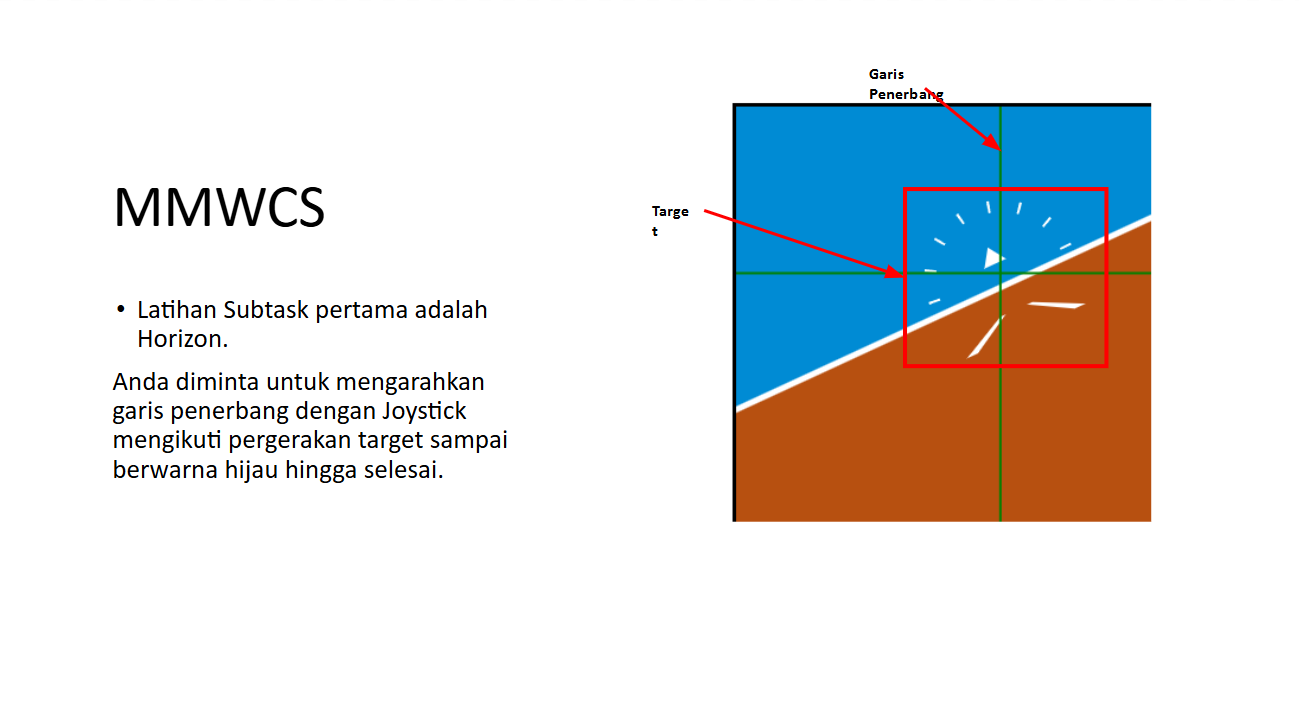 MMWCS
• Latihan Subtask pertama adalah
Horizon.
Anda diminta untuk mengarahkan
garis penerbang dengan Joystick
mengikuti pergerakan target sampai
berwarna hijau hingga selesai.
Garis
Penerbang
Targe
t